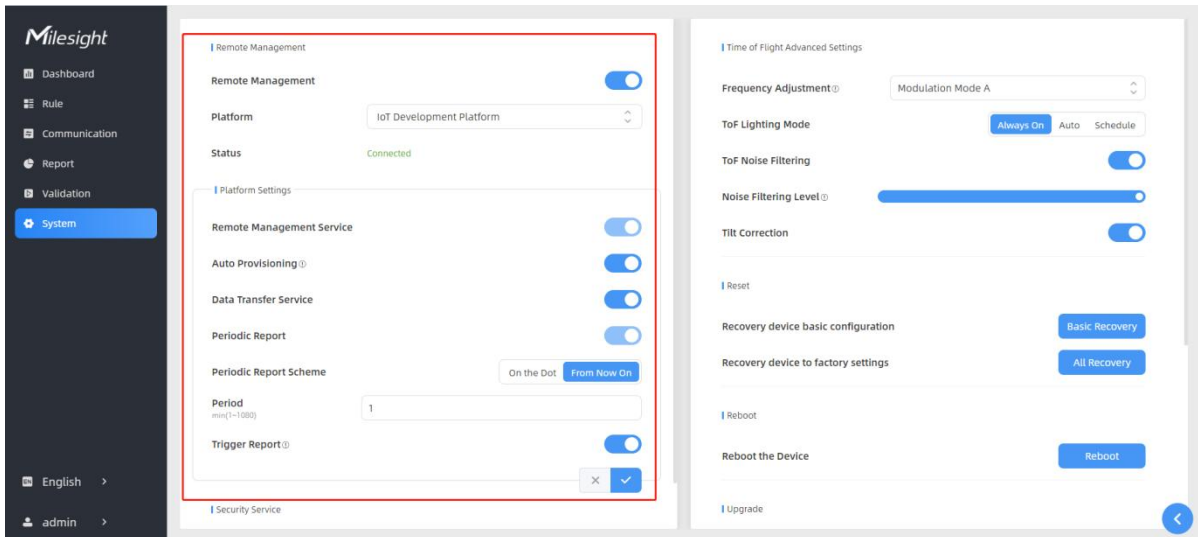 Milesight
Dashboard
Rule
Communication
Report
Validation
System
English
admin
Remote Management
Remote Management
Platform
IoT Development Platform
Status
Connected
Platform Settings
Remote Management Service
Auto Provisioning
Data Transfer Service
Periodic Report
Periodic Report Scheme
On the Dot From Now On
Period
min(1~1080)
1
Trigger Report
Security Service
Time of Flight Advanced Settings
Frequency Adjustment
Modulation Mode A
ToF Lighting Mode
Always On Auto Schedule
ToF Noise Filtering
Noise Filtering Level
Tilt Correction
Reset
Recovery device basic configuration
Basic Recovery
Recovery device to factory settings
All Recovery
Reboot
Reboot the Device
Reboot
Upgrade